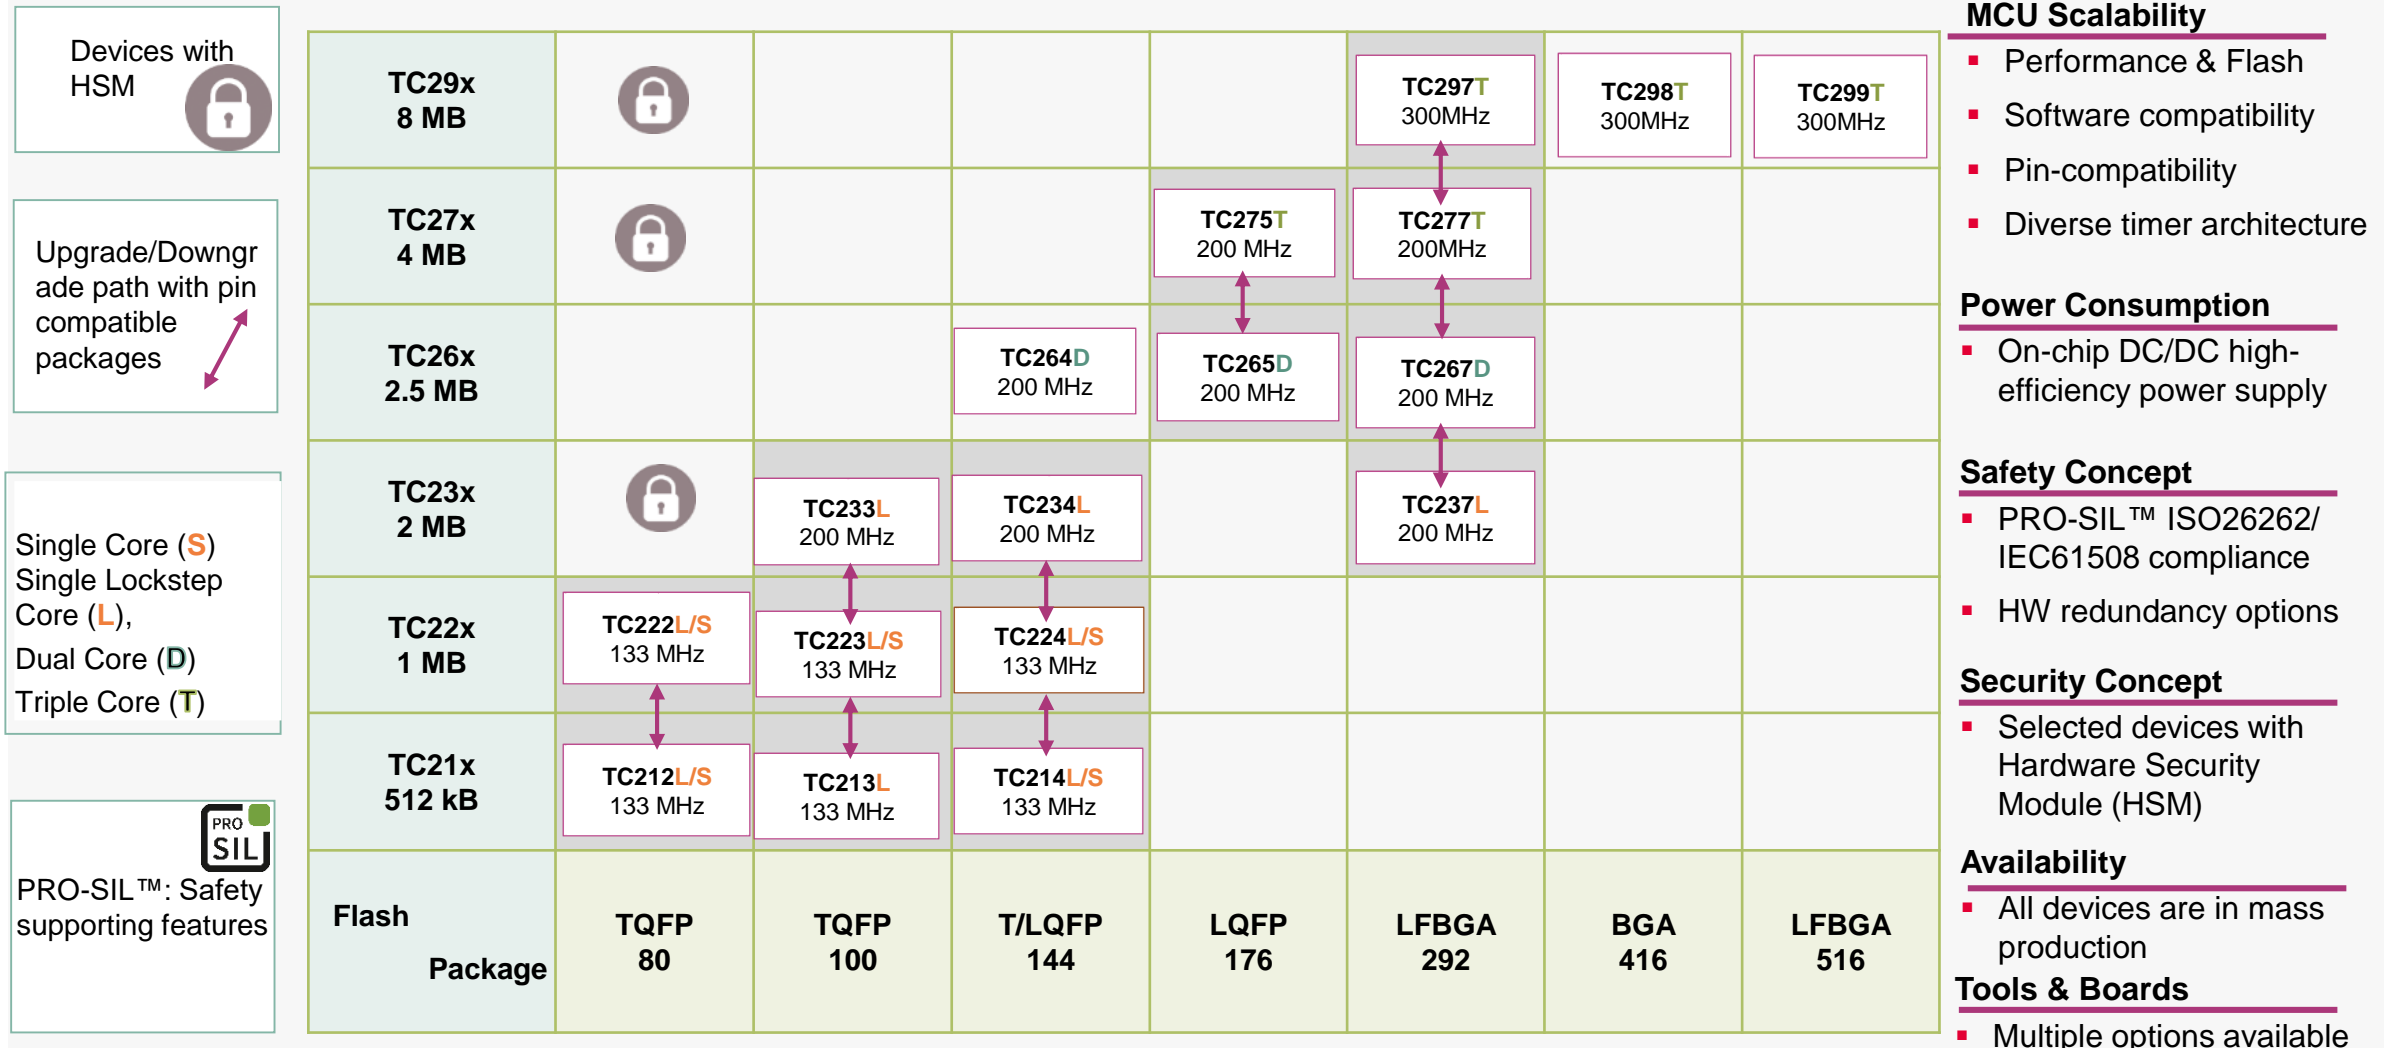 Devices with
HSM
Upgrade/Downgr
ade path with pin
compatible
packages
Single Core (S)
Single Lockstep
Core (L),
Dual Core (D)
Triple Core (T)
PRO
SIL
PRO-SIL™: Safety
supporting features
TC29x
8 MB
TC297T
300MHz
TC298T
300MHz
TC299T
300MHz
TC27x
4 MB
TC275T
200 MHz
TC277T
200MHz
TC26x
2.5 MB
TC264D
200 MHz
TC265D
200 MHz
TC267D
200 MHz
TC23x
2 MB
TC233L
200 MHz
TC234L
200 MHz
TC237L
200 MHz
TC22x
1 MB
TC222L/S
133 MHz
TC223L/S
133 MHz
TC224L/S
133 MHz
TC21x
512 kB
TC212L/S
133 MHz
TC213L
133 MHz
TC214L/S
133 MHz
Flash
Package
TQFP
80
TQFP
100
T/LQFP
144
LQFP
176
LFBGA
292
BGA
416
LFBGA
516
MCU Scalability
▪ Performance & Flash
▪ Software compatibility
▪ Pin-compatibility
▪ Diverse timer architecture
Power Consumption
▪ On-chip DC/DC high-
efficiency power supply
Safety Concept
▪ PRO-SIL™ ISO26262/
IEC61508 compliance
▪ HW redundancy options
Security Concept
▪ Selected devices with
Hardware Security
Module (HSM)
Availability
▪ All devices are in mass
production
Tools & Boards
▪ Multiple options available